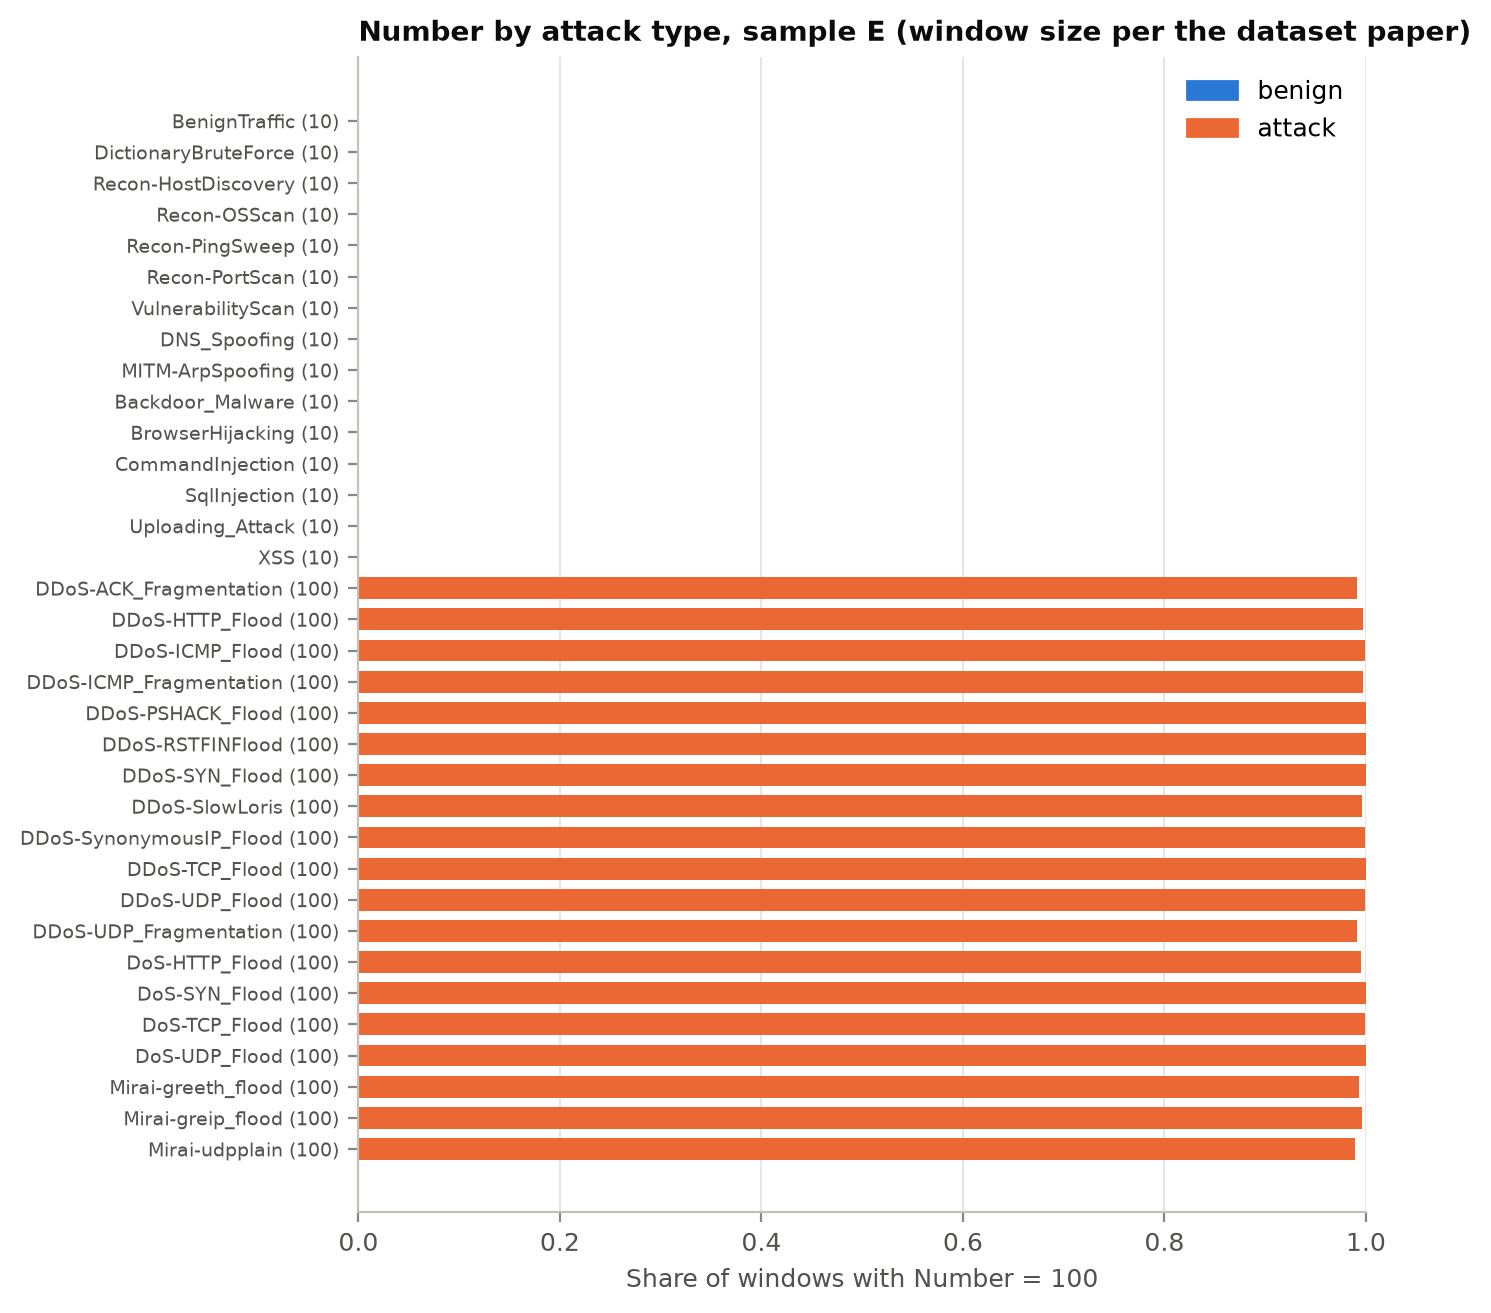 Number by attack type, sample E (window size per the dataset paper)
benign
attack
BenignTraffic (10)
DictionaryBruteForce (10)
Recon-HostDiscovery (10)
Recon-OSScan (10)
Recon-PingSweep (10)
Recon-PortScan (10)
VulnerabilityScan (10)
DNS_Spoofing (10)
MITM-ArpSpoofing (10)
Backdoor_Malware (10)
BrowserHijacking (10)
CommandInjection (10)
SqlInjection (10)
Uploading_Attack (10)
XSS (10)
DDoS-ACK_Fragmentation (100)
DDoS-HTTP_Flood (100)
DDoS-ICMP_Flood (100)
DDoS-ICMP_Fragmentation (100)
DDoS-PSHACK_Flood (100)
DDoS-RSTFINFlood (100)
DDoS-SYN_Flood (100)
DDoS-SlowLoris (100)
DDoS-SynonymousIP_Flood (100)
DDoS-TCP_Flood (100)
DDoS-UDP_Flood (100)
DDoS-UDP_Fragmentation (100)
DoS-HTTP_Flood (100)
DoS-SYN_Flood (100)
DoS-TCP_Flood (100)
DoS-UDP_Flood (100)
Mirai-greeth_flood (100)
Mirai-greip_flood (100)
Mirai-udpplain (100)
0.0 0.2 0.4 0.6 0.8 1.0
Share of windows with Number = 100